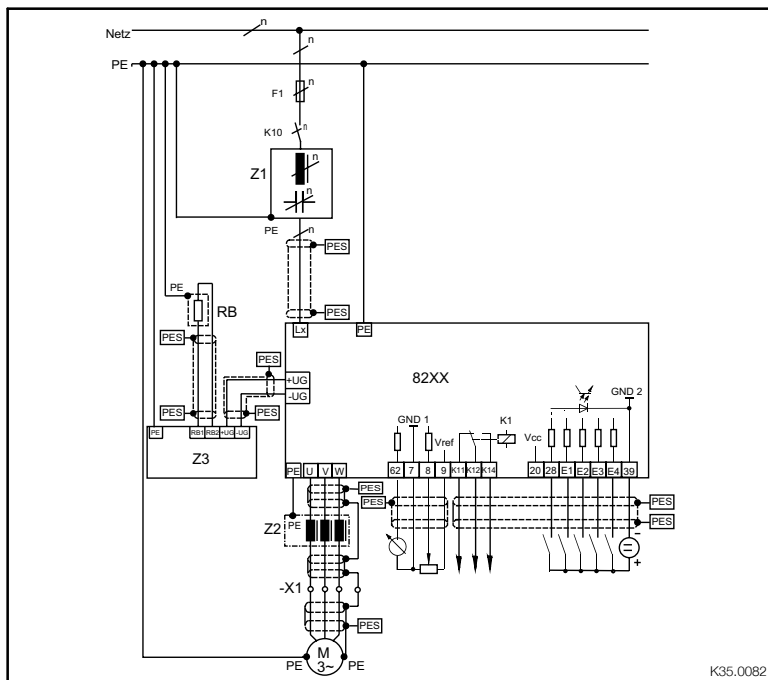 Netz n
n
PE
F1 n
K10 n
Z1 n
n
PE n
PES
PE
RB
PES
PES
Lx PE
PES
PES +UG
-UG
82XX
GND 2
GND 1 K1
PES PES
Vref Vcc
PE RB1 RB2 +UG -UG
Z3
PE U V W 62 7 8 9 K11 K12 K14 20 28 E1 E2 E3 E4 39
PES
PES PES
PE
Z2 PES
− 
=
+
-X1
PES
M
3~
PE PE
K35.0082